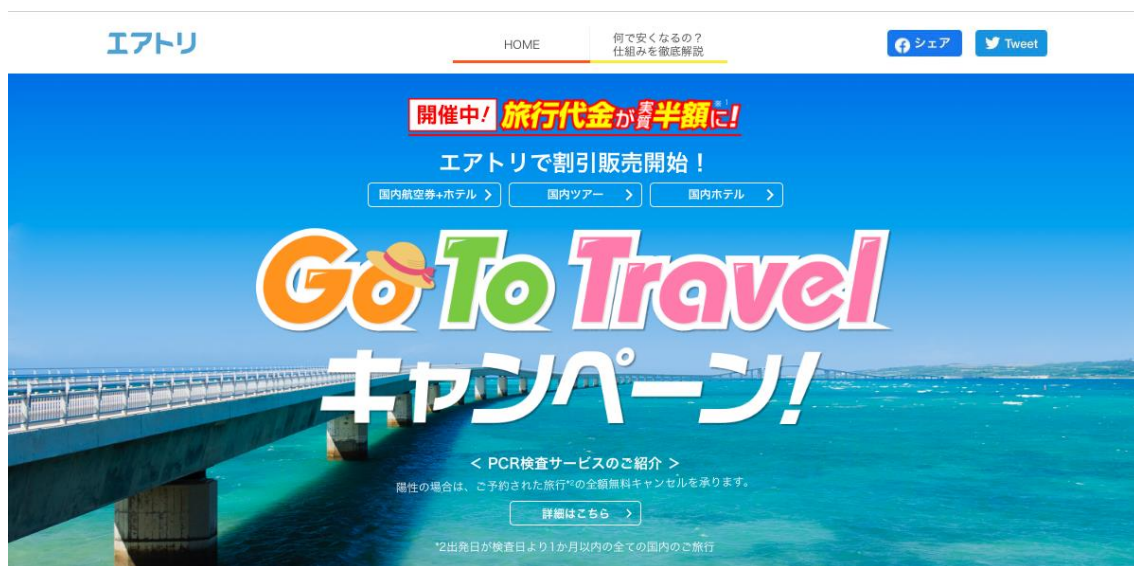 エアトリ
HOME
何で安くなるの？
仕組みを徹底解説
シェア
Tweet
開催中! 旅行代金が実質半額に!
エアトリで割引販売開始！
国内航空券+ホテル
国内ツアー
国内ホテル
Go To Travel
キャンペーン!
< PCR検査サービスのご紹介 >
陽性の場合は、ご予約された旅行*2の全額無料キャンセルを承ります。
詳細はこちら
*2出発日が検査日より1か月以内の全ての国内のご旅行